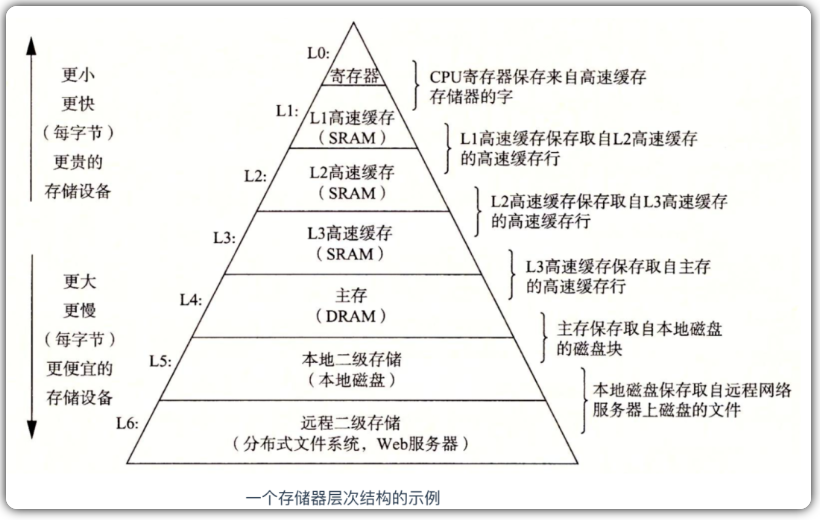 更小
更快
（每字节）
更贵的
存储设备
更大
更慢
（每字节）
更便宜的
存储设备
L0:
寄存器
L1:
L1高速缓存
（SRAM）
L2:
L2高速缓存
（SRAM）
L3:
L3高速缓存
（SRAM）
L4:
主存
（DRAM）
L5:
本地二级存储
（本地磁盘）
L6:
远程二级存储
（分布式文件系统，Web服务器）
CPU寄存器保存来自高速缓存
存储器的字
L1高速缓存保存取自L2高速缓存
的高速缓存行
L2高速缓存保存取自L3高速缓存
的高速缓存行
L3高速缓存保存取自主存
的高速缓存行
主存保存取自本地磁盘
的磁盘块
本地磁盘保存取自远程网络
服务器上磁盘的文件
一个存储器层次结构的示例